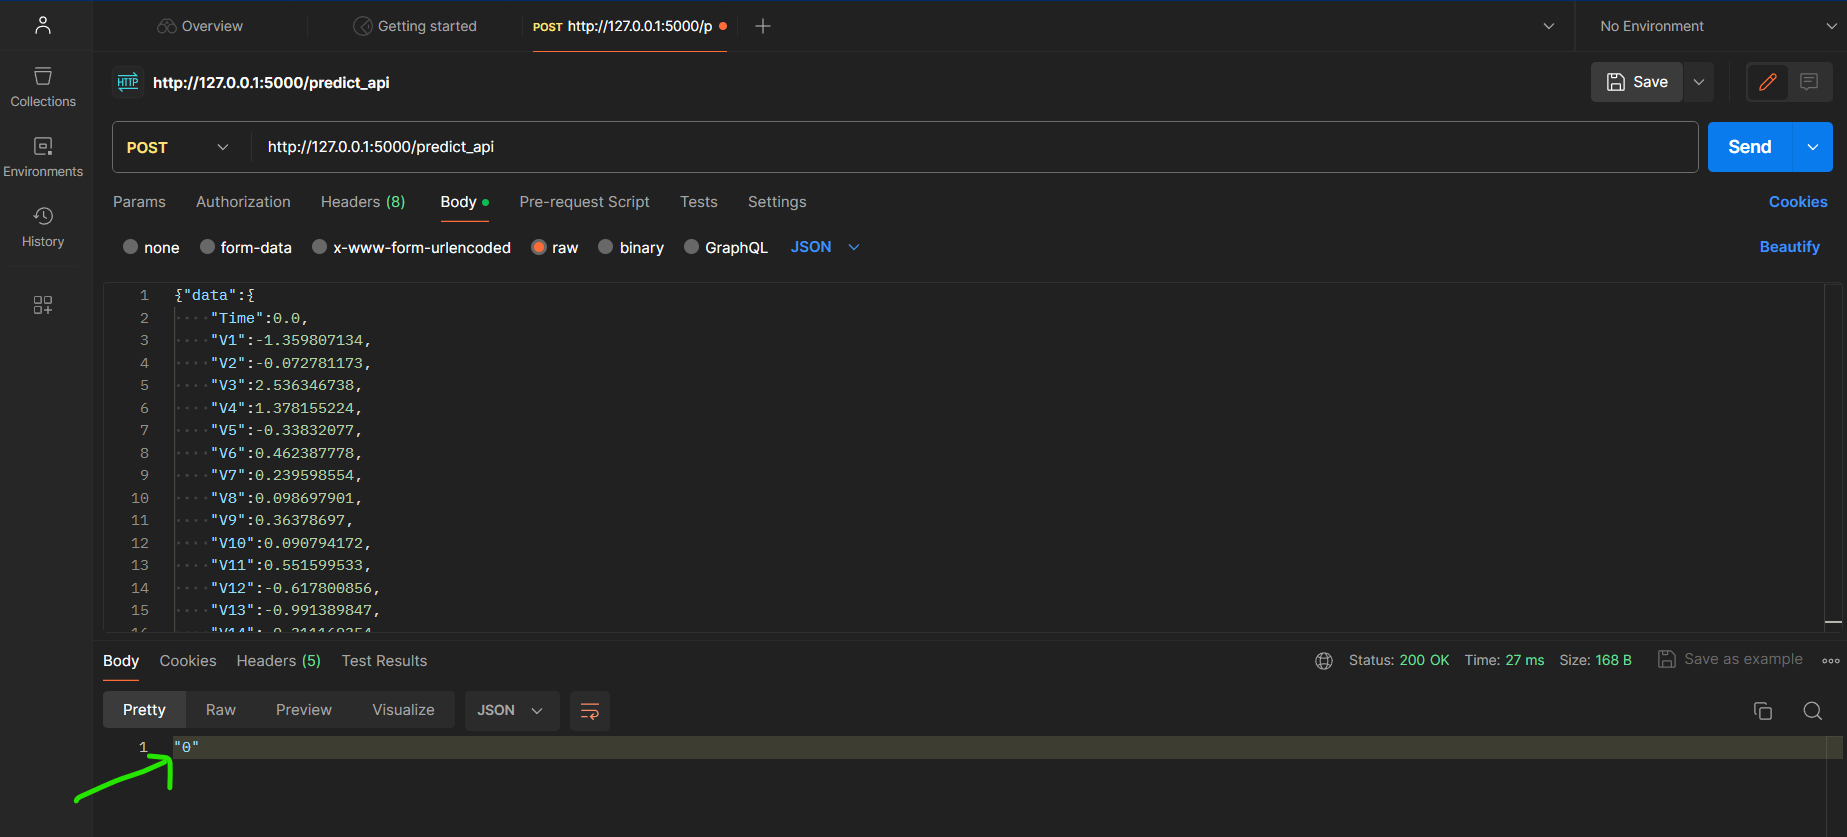 Overview
Getting started
POST http://127.0.0.1:5000/p
No Environment
Collections
Environments
History
HTTP http://127.0.0.1:5000/predict_api
Save
POST http://127.0.0.1:5000/predict_api
Send
Params Authorization Headers (8) Body Pre-request Script Tests Settings Cookies
none form-data x-www-form-urlencoded raw binary GraphQL JSON Beautify
1 {"data":{
2 "Time":0.0,
3 "V1":-1.359807134,
4 "V2":-0.072781173,
5 "V3":2.536346738,
6 "V4":1.378155224,
7 "V5":-0.33832077,
8 "V6":0.462387778,
9 "V7":0.239598554,
10 "V8":0.098697901,
11 "V9":0.36378697,
12 "V10":0.090794172,
13 "V11":0.551599533,
14 "V12":-0.617800856,
15 "V13":-0.991389847,
Body Cookies Headers (5) Test Results Status: 200 OK Time: 27 ms Size: 168 B Save as example
Pretty Raw Preview Visualize JSON
1 "0"